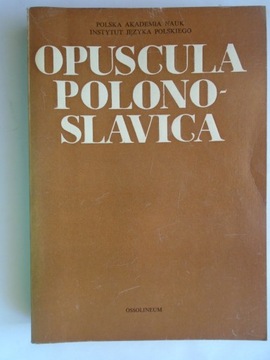 POLSKA AKADEMIA NAUK
INSTYTUT JĘZYKA POLSKIEGO
OPUSCULA
POLONO-
SLAVICA
OSSOLINEUM